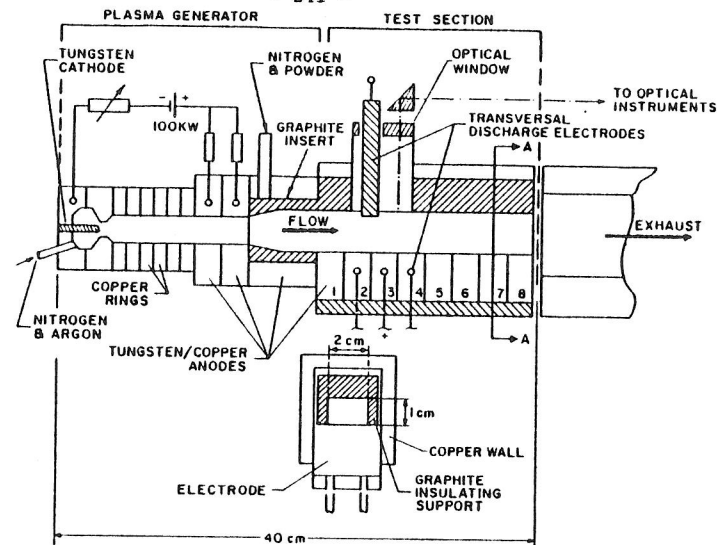 PLASMA GENERATOR
TEST SECTION
TUNGSTEN
CATHODE
NITROGEN
& POWDER
OPTICAL
WINDOW
- +
100KW
GRAPHITE
INSERT
TO OPTICAL
INSTRUMENTS
TRANSVERSAL
DISCHARGE ELECTRODES
A
FLOW
EXHAUST
COPPER
RINGS
1 2 3 4 5 6 7 8
NITROGEN
& ARGON
+
TUNGSTEN/COPPER
ANODES
A
2 cm
1 cm
COPPER WALL
ELECTRODE
GRAPHITE
INSULATING
SUPPORT
40 cm